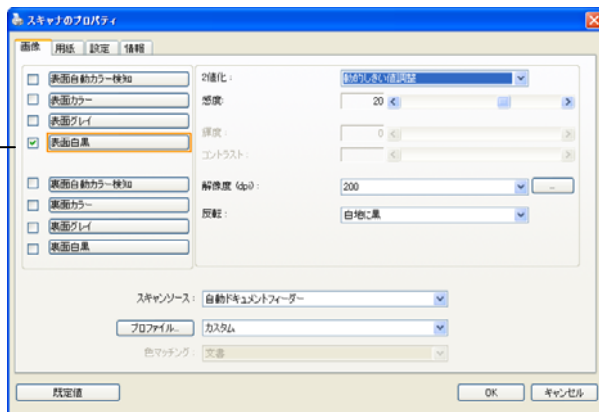 スキャナのプロパティ
画像 用紙 設定 情報
表面自動カラー検知
表面カラー
表面グレイ
表面白黒
裏面自動カラー検知
裏面カラー
裏面グレイ
裏面白黒
2値化：
動的しきい値調整
感度：
20
輝度：
0
コントラスト：
解像度 (dpi)：
200
...
反転：
白地に黒
スキャンソース：
自動ドキュメントフィーダー
プロファイル...
カスタム
色マッチング：
文書
既定値
OK
キャンセル